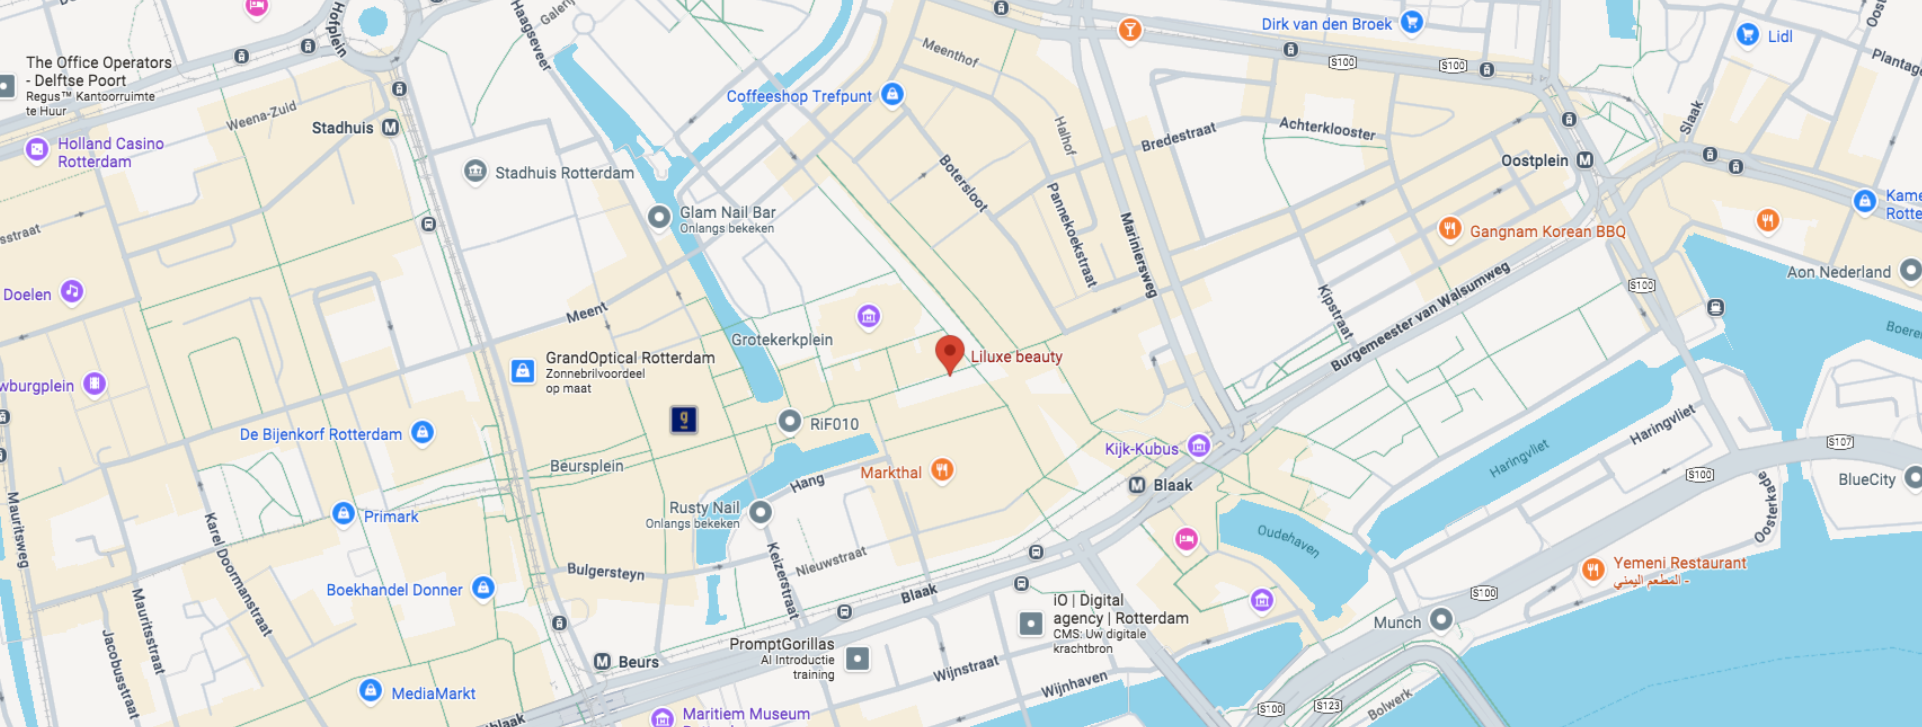 Hofplein
Haagseveer
Galerij
The Office Operators
- Delftse Poort
Regus™ Kantoorruimte
te Huur
Weena-Zuid
Stadhuis
Holland Casino
Rotterdam
Stadhuis Rotterdam
Glam Nail Bar
Onlangs bekeken
Coffeeshop Trefpunt
Meenthof
Halhof
Botersloot
Pannekoekstraat
Mariniersweg
Bredestraat
Achterklooster
Dirk van den Broek
S100
S100
Lidl
Plantage
Slaak
Oost
Oostplein
Kame
Rotte
Gangnam Korean BBQ
Aon Nederland
S100
Boere
sstraat
Doelen
Meent
Grotekerkplein
GrandOptical Rotterdam
Zonnebrilvoordeel
op maat
g
Liluxe beauty
Kipstraat
Burgemeester van Walsumweg
wburgplein
De Bijenkorf Rotterdam
RiF010
Beursplein
Markthal
Hang
Kijk-Kubus
Blaak
Haringvliet
Haringvliet
S107
S100
BlueCity
Oosterkade
Mauritsweg
Karel Doormanstraat
Primark
Rusty Nail
Onlangs bekeken
Keizerstraat
Nieuwstraat
Bulgersteyn
Blaak
Oudehaven
Yemeni Restaurant
- المطعم اليمني
S100
Boekhandel Donner
Mauritsstraat
Jacobusstraat
iO | Digital
agency | Rotterdam
CMS: Uw digitale
krachtbron
Munch
PromptGorillas
AI Introductie
training
Beurs
Wijnstraat
Wijnhaven
MediaMarkt
Maritiem Museum
blaak
S100
S123
Bolwerk